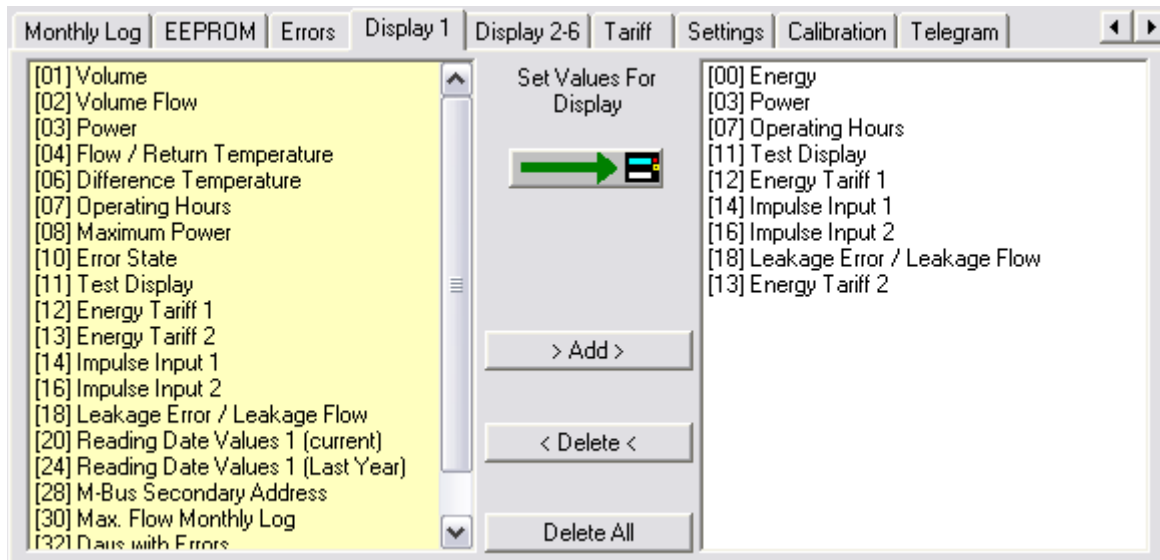 Monthly Log EEPROM Errors Display 1 Display 2-6 Tariff Settings Calibration Telegram
[01] Volume
[02] Volume Flow
[03] Power
[04] Flow / Return Temperature
[06] Difference Temperature
[07] Operating Hours
[08] Maximum Power
[10] Error State
[11] Test Display
[12] Energy Tariff 1
[13] Energy Tariff 2
[14] Impulse Input 1
[16] Impulse Input 2
[18] Leakage Error / Leakage Flow
[20] Reading Date Values 1 (current)
[24] Reading Date Values 1 (Last Year)
[28] M-Bus Secondary Address
[30] Max. Flow Monthly Log
[32] Days with Errors
Set Values For
Display
> Add >
< Delete <
Delete All
[00] Energy
[03] Power
[07] Operating Hours
[11] Test Display
[12] Energy Tariff 1
[14] Impulse Input 1
[16] Impulse Input 2
[18] Leakage Error / Leakage Flow
[13] Energy Tariff 2